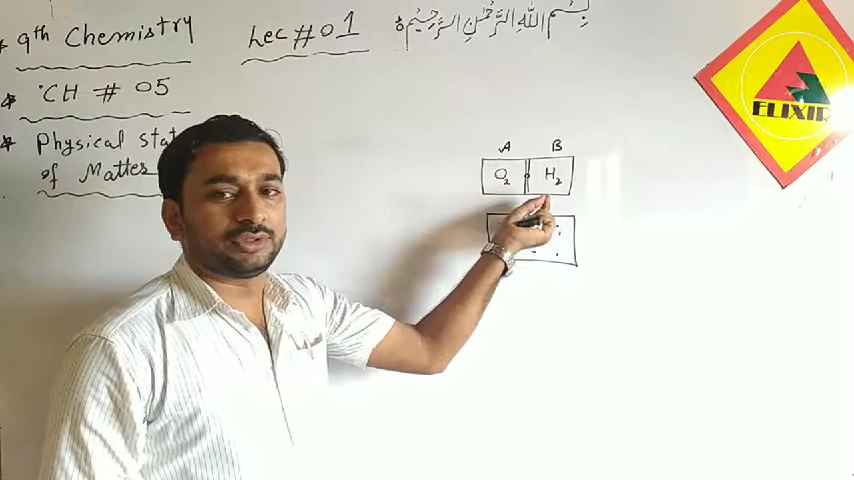 9th Chemistry
Lec # 01
بِسْمِ اللّٰهِ الرَّحْمٰنِ الرَّحِيْمِ
CH # 05
Physical Stat
of Matter
A B
O₂ H₂
ELIXIR